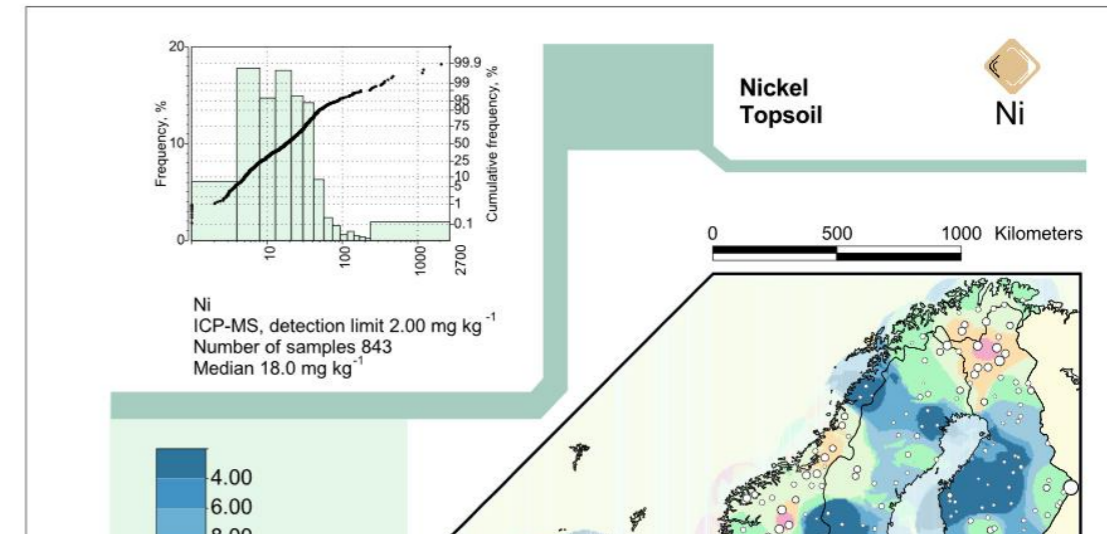 Nickel
Topsoil
Ni
20
10
0
Frequency, %
99.9
99
95
90
75
50
25
10
5
1
0.1
Cumulative frequency, %
10
100
1000
2700
Ni
ICP-MS, detection limit 2.00 mg kg⁻¹
Number of samples 843
Median 18.0 mg kg⁻¹
0 500 1000 Kilometers
4.00
6.00
8.00